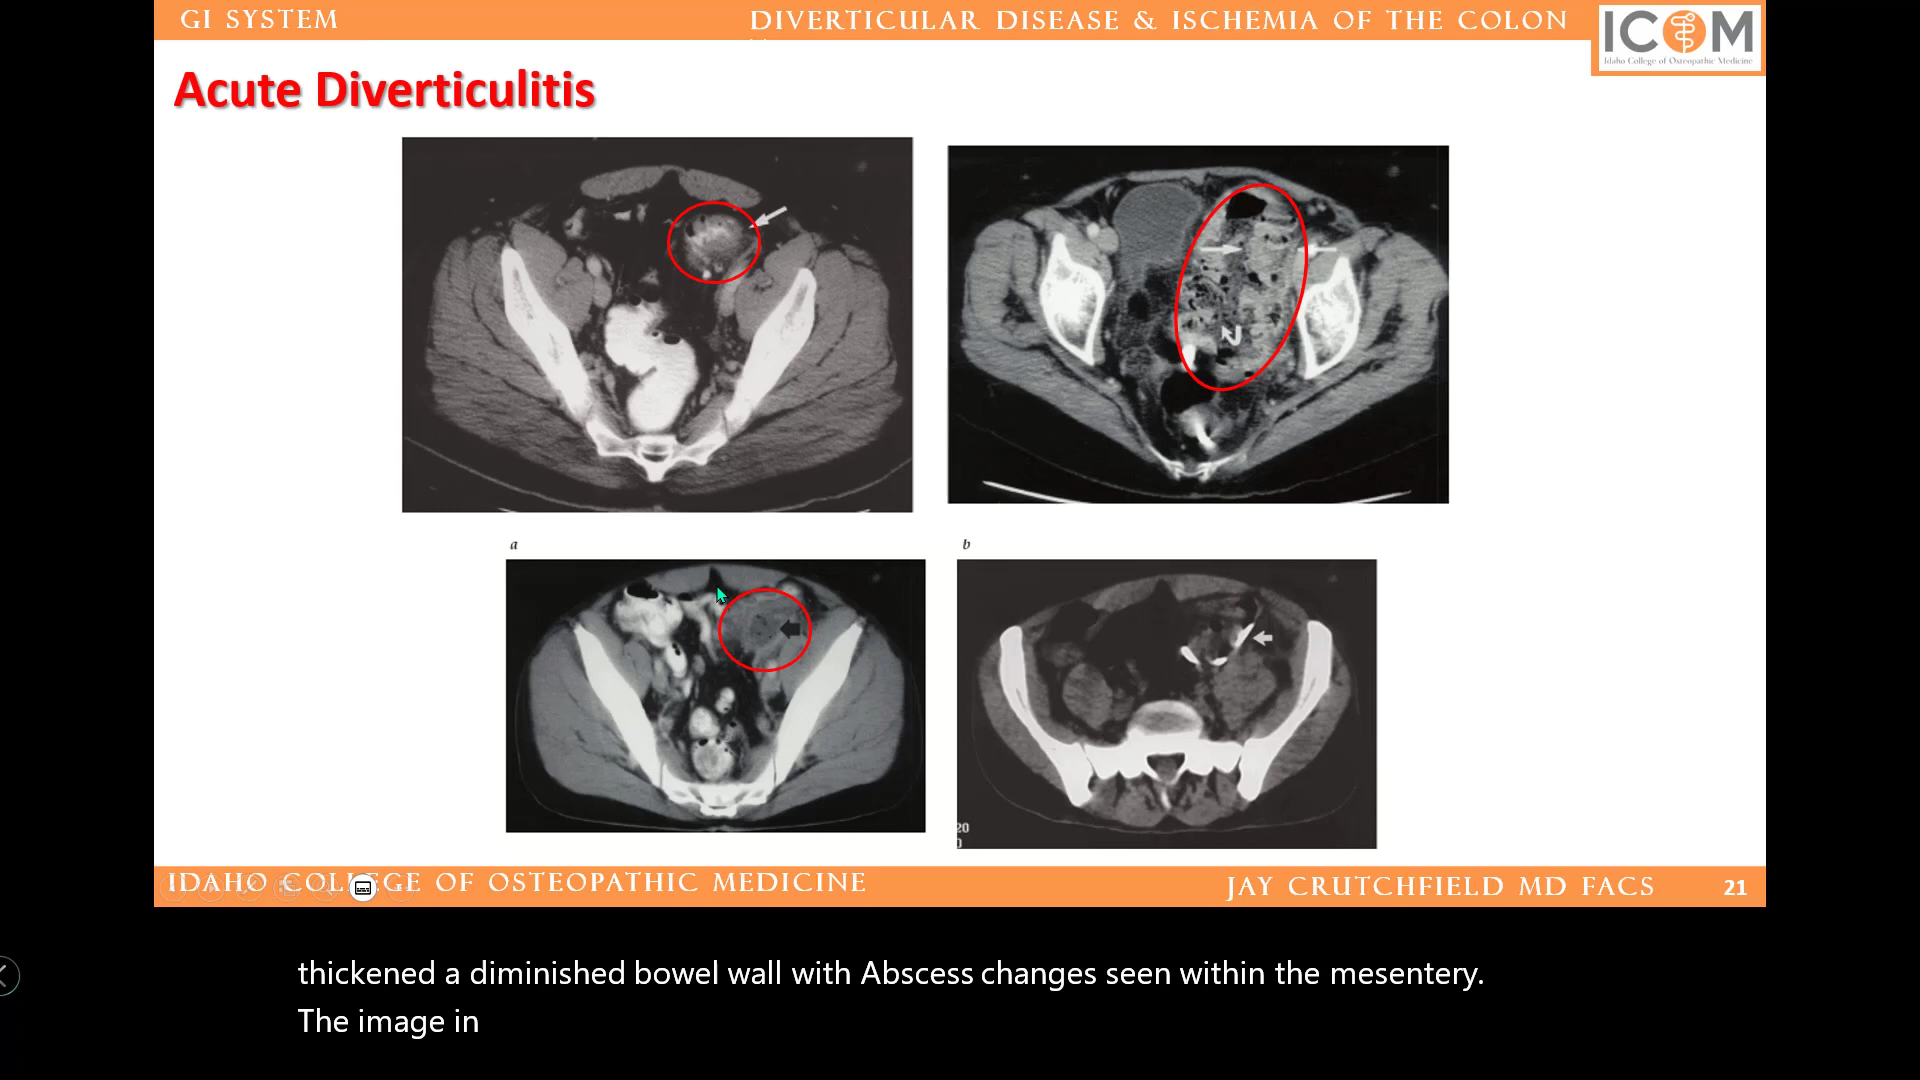 GI SYSTEM
DIVERTICULAR DISEASE & ISCHEMIA OF THE COLON
ICOM
Idaho College of Osteopathic Medicine
Acute Diverticulitis
a
b
20
IDAHO COLLEGE OF OSTEOPATHIC MEDICINE
JAY CRUTCHFIELD MD FACS
21
thickened a diminished bowel wall with Abscess changes seen within the mesentery.
The image in